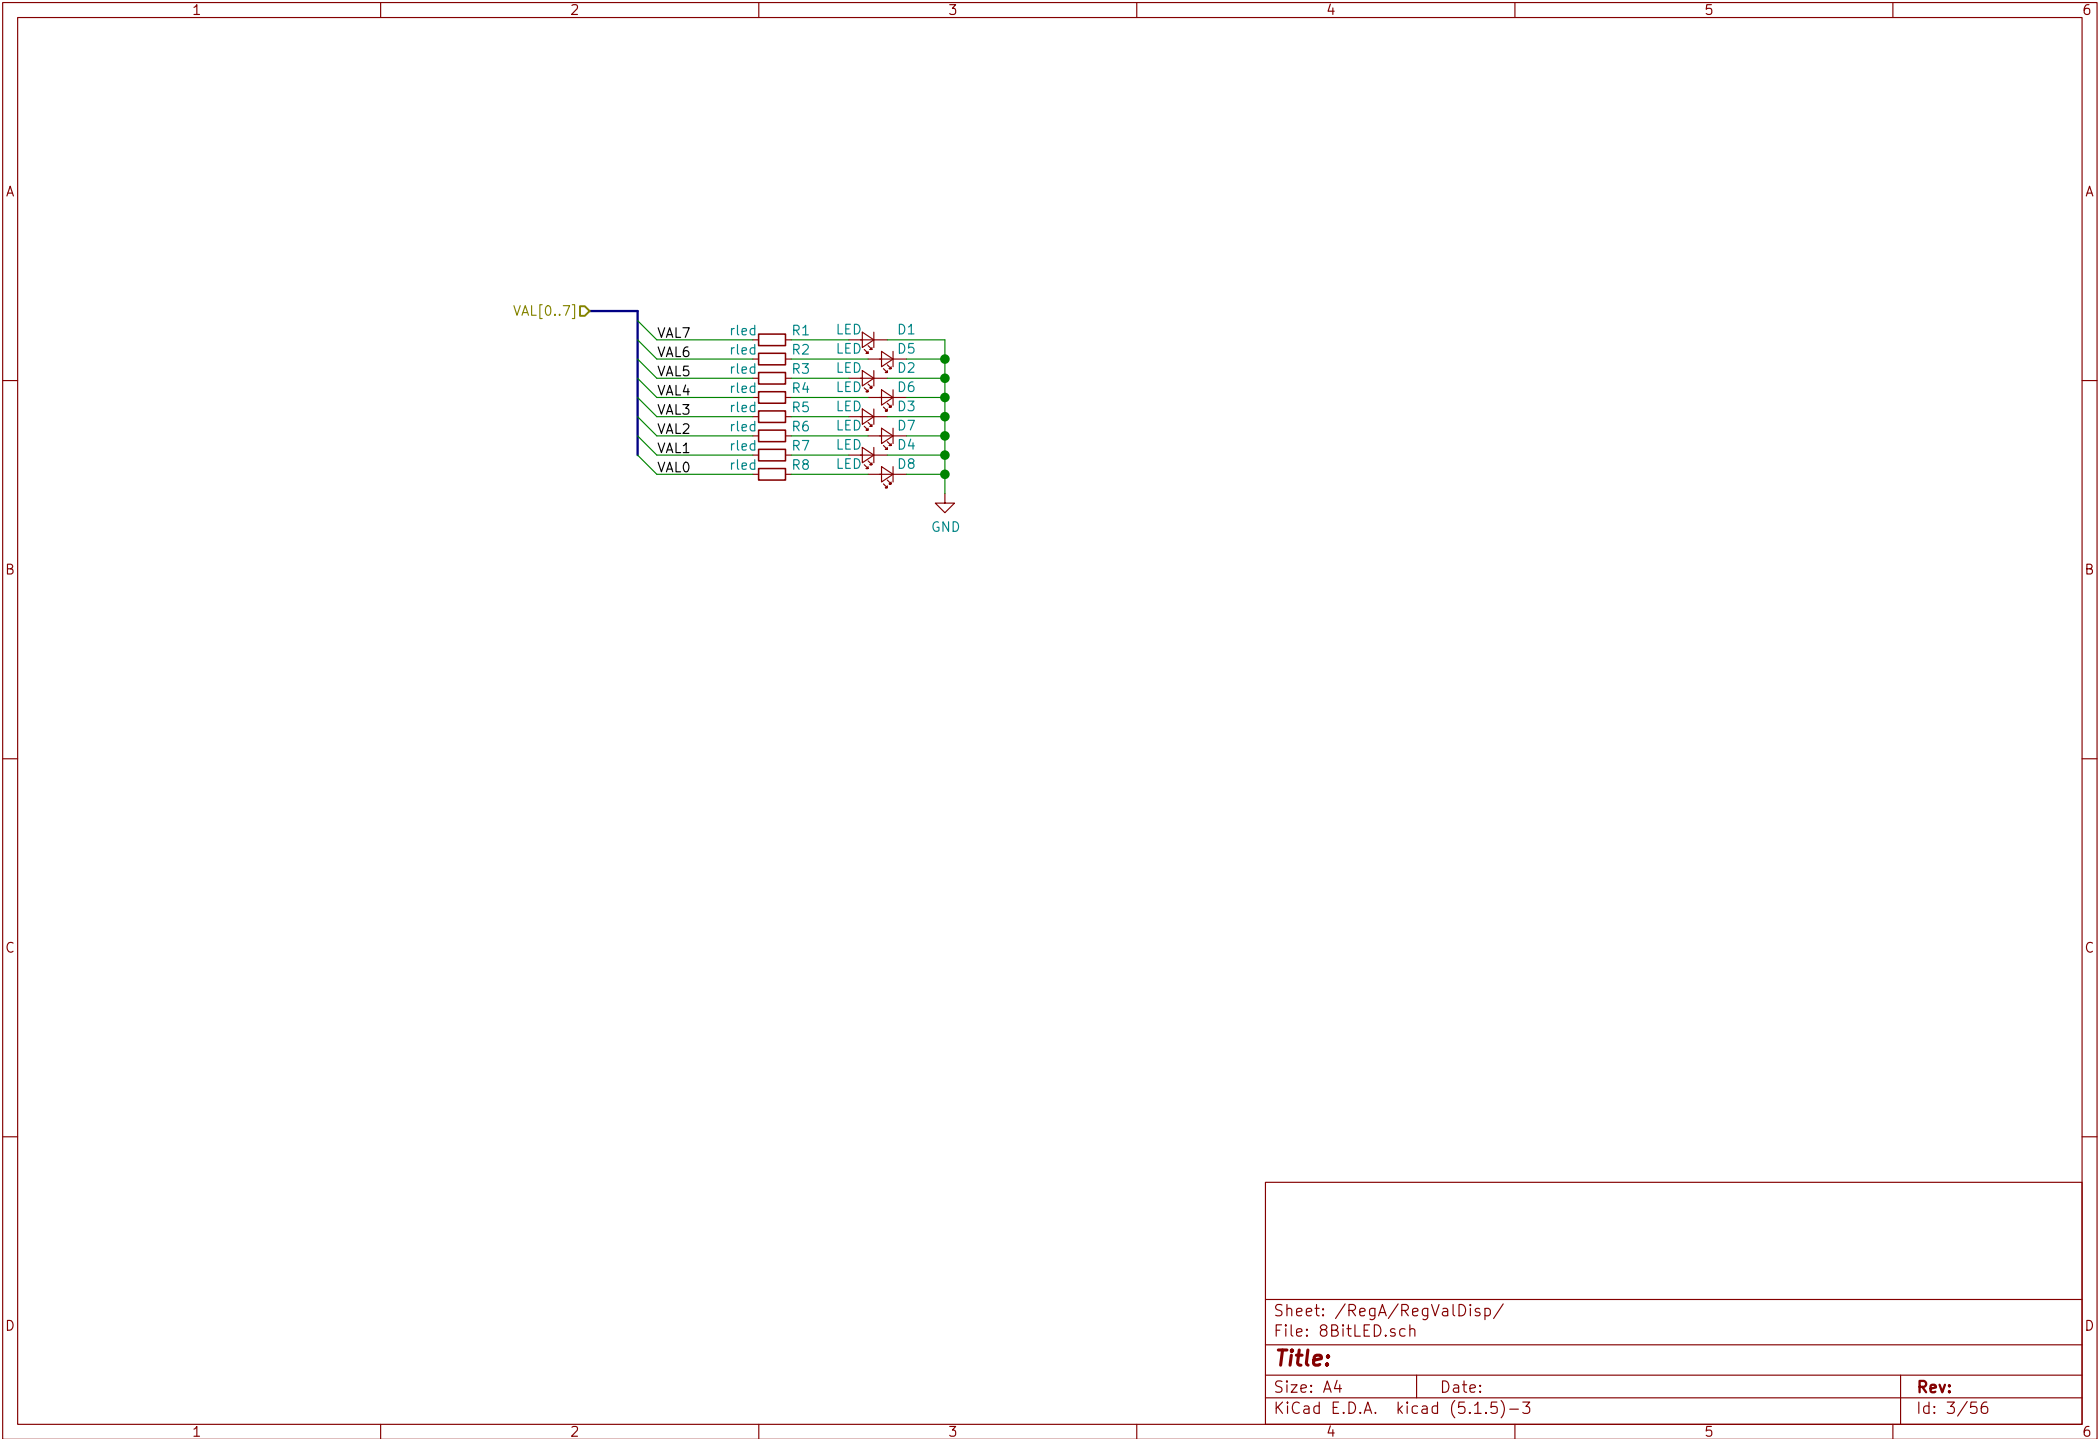 1 2 3 4 5 6
A A
VAL[0..7]
VAL7 rled R1 LED D1
VAL6 rled R2 LED D5
VAL5 rled R3 LED D2
VAL4 rled R4 LED D6
VAL3 rled R5 LED D3
VAL2 rled R6 LED D7
VAL1 rled R7 LED D4
VAL0 rled R8 LED D8
GND
B B
C C
D D
Sheet: /RegA/RegValDisp/
File: 8BitLED.sch
Title:
Size: A4 Date: Rev:
KiCad E.D.A. kicad (5.1.5)-3 Id: 3/56
1 2 3 4 5 6